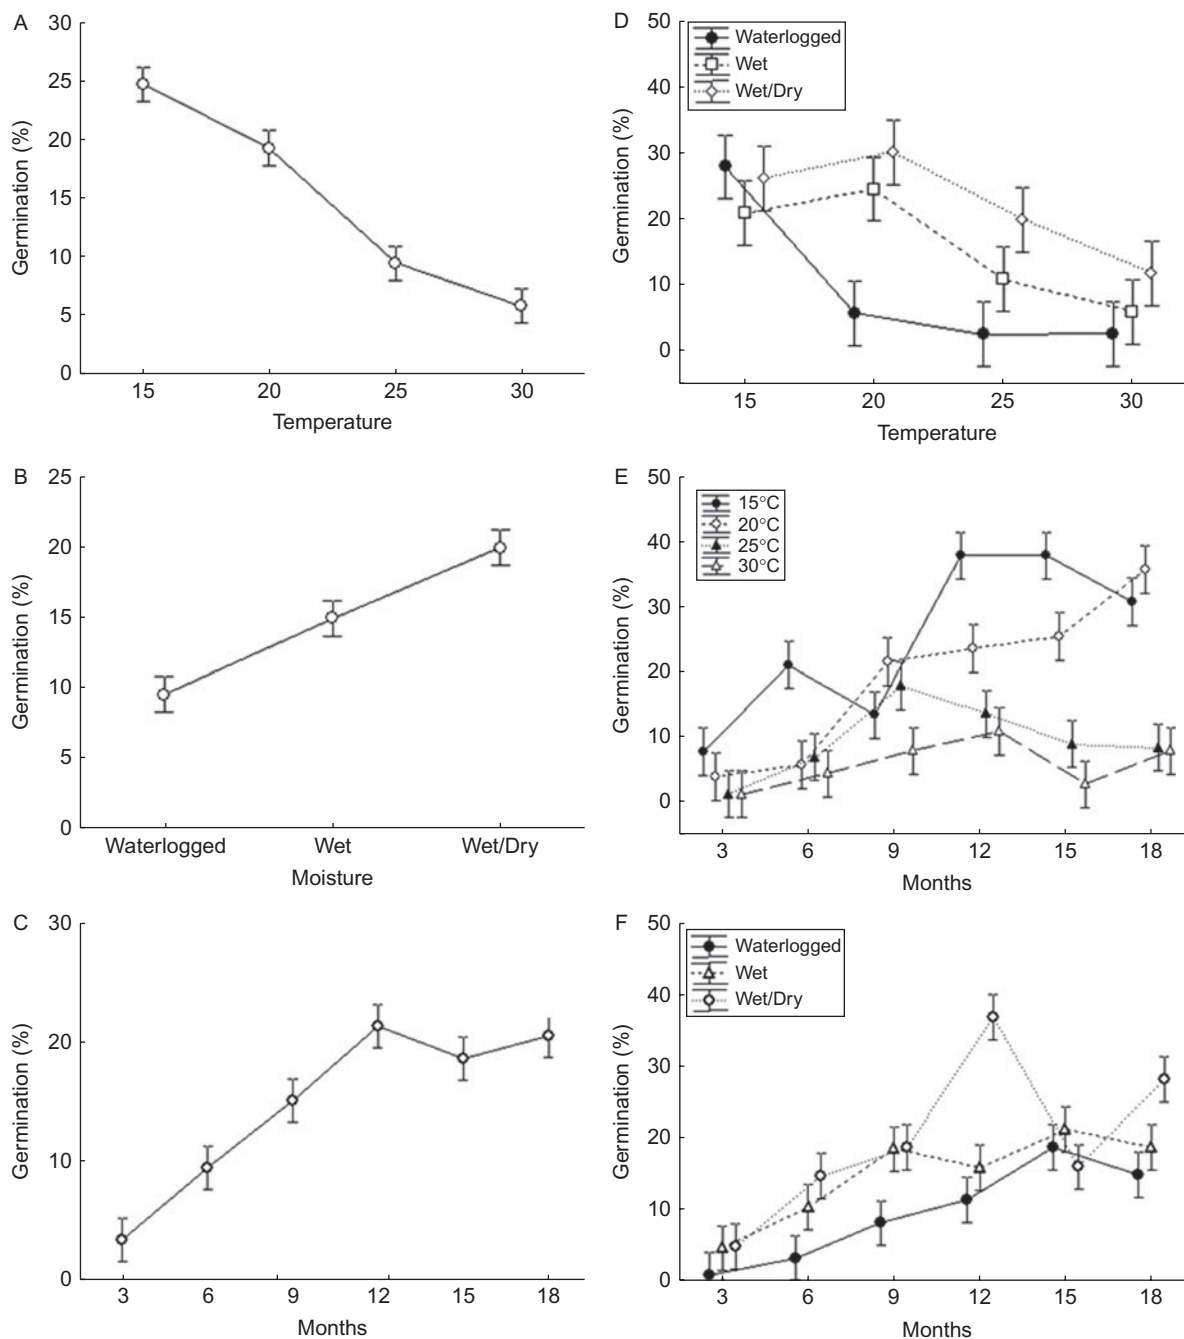 A
30
25
20
15
10
5
0
Germination (%)
15 20 25 30
Temperature
B
25
20
15
10
5
0
Germination (%)
Waterlogged Wet Wet/Dry
Moisture
C
30
20
10
0
Germination (%)
3 6 9 12 15 18
Months
D
50
40
30
20
10
0
Germination (%)
Waterlogged
Wet
Wet/Dry
15 20 25 30
Temperature
E
50
40
30
20
10
0
Germination (%)
15°C
20°C
25°C
30°C
3 6 9 12 15 18
Months
F
50
40
30
20
10
0
Germination (%)
Waterlogged
Wet
Wet/Dry
3 6 9 12 15 18
Months